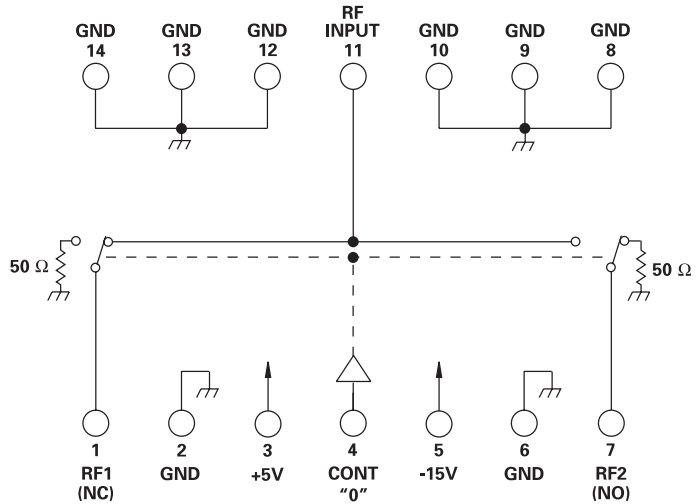 RF
GND GND GND INPUT GND GND GND
14 13 12 11 10 9 8
50 Ω 50 Ω
1 2 3 4 5 6 7
RF1 GND +5V CONT -15V GND RF2
(NC) “0” (NO)